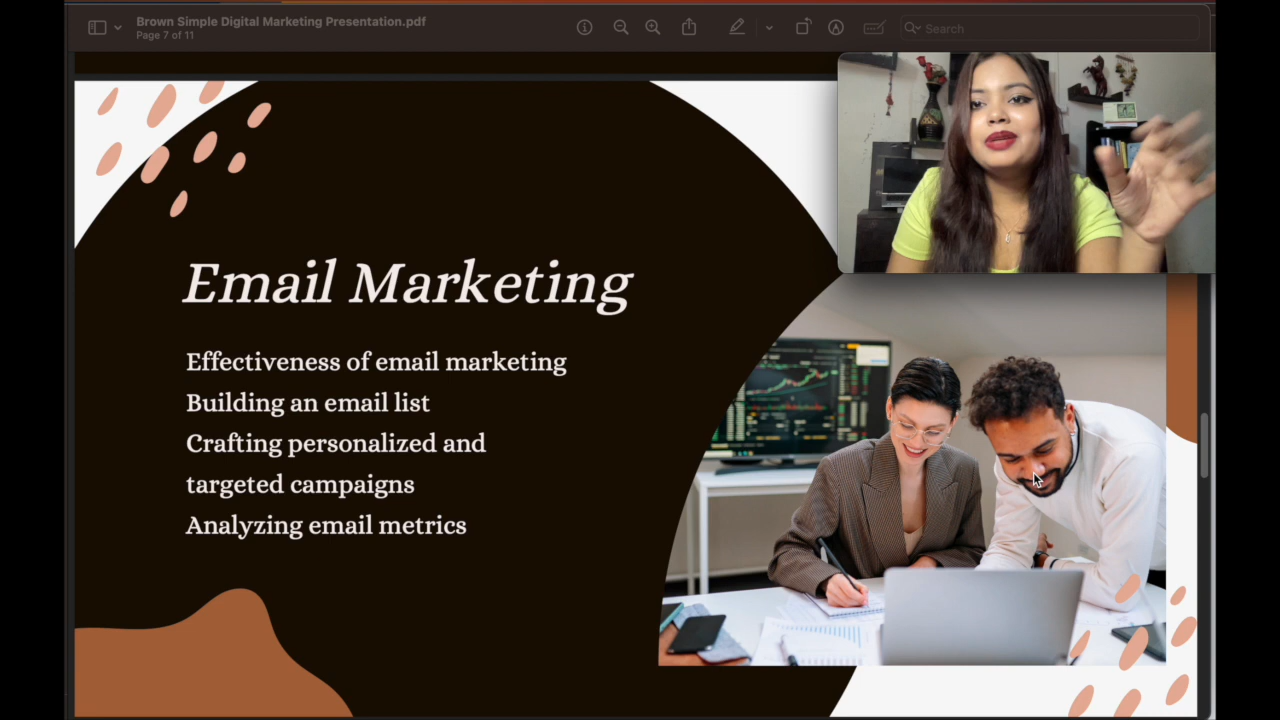 Brown Simple Digital Marketing Presentation.pdf
Page 7 of 11
Search
Email Marketing
Effectiveness of email marketing
Building an email list
Crafting personalized and
targeted campaigns
Analyzing email metrics